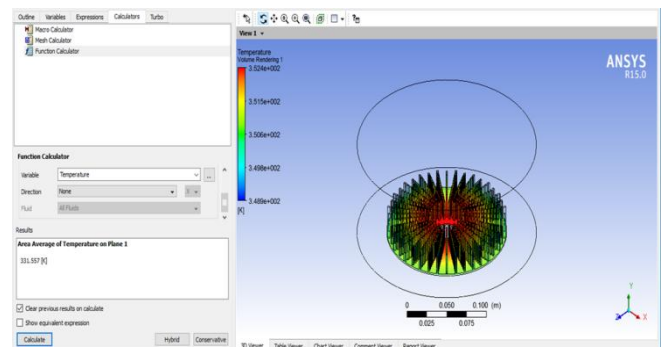 Outline Variables Expressions Calculators Turbo
Macro Calculator
Mesh Calculator
Function Calculator
Function Calculator
Variable Temperature ...
Direction None X
Fluid All Fluids
Results
Area Average of Temperature on Plane 1
331.557 [K]
Clear previous results on calculate
Show equivalent expression
Calculate Hybrid Conservative
View 1
Temperature
Volume Rendering 1
3.524e+002
3.515e+002
3.506e+002
3.498e+002
3.489e+002
[K]
ANSYS
R15.0
0 0.050 0.100 (m)
0.025 0.075
Y
Z X
3D Viewer Table Viewer Chart Viewer Comment Viewer Report Viewer